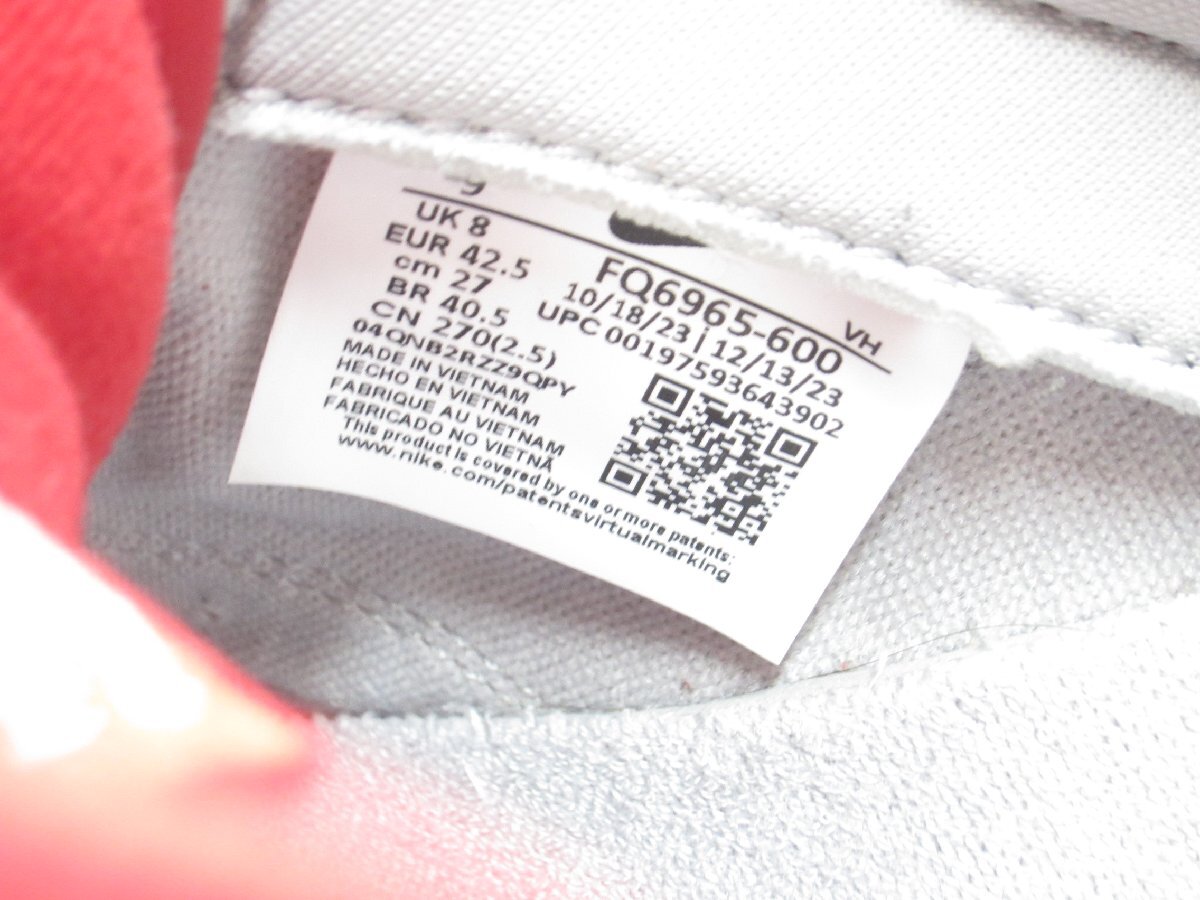 9
UK 8
EUR 42.5
cm 27
BR 40.5
CN 270(2.5)
04QNB2RZZ9QPY
MADE IN VIETNAM
HECHO EN VIETNAM
FABRIQUE AU VIETNAM
FABRICADO NO VIETNÃ
This product is covered by one or more patents:
www.nike.com/patentsvirtualmarking
VH
FQ6965-600
10/18/23 | 12/13/23
UPC 00197593643902